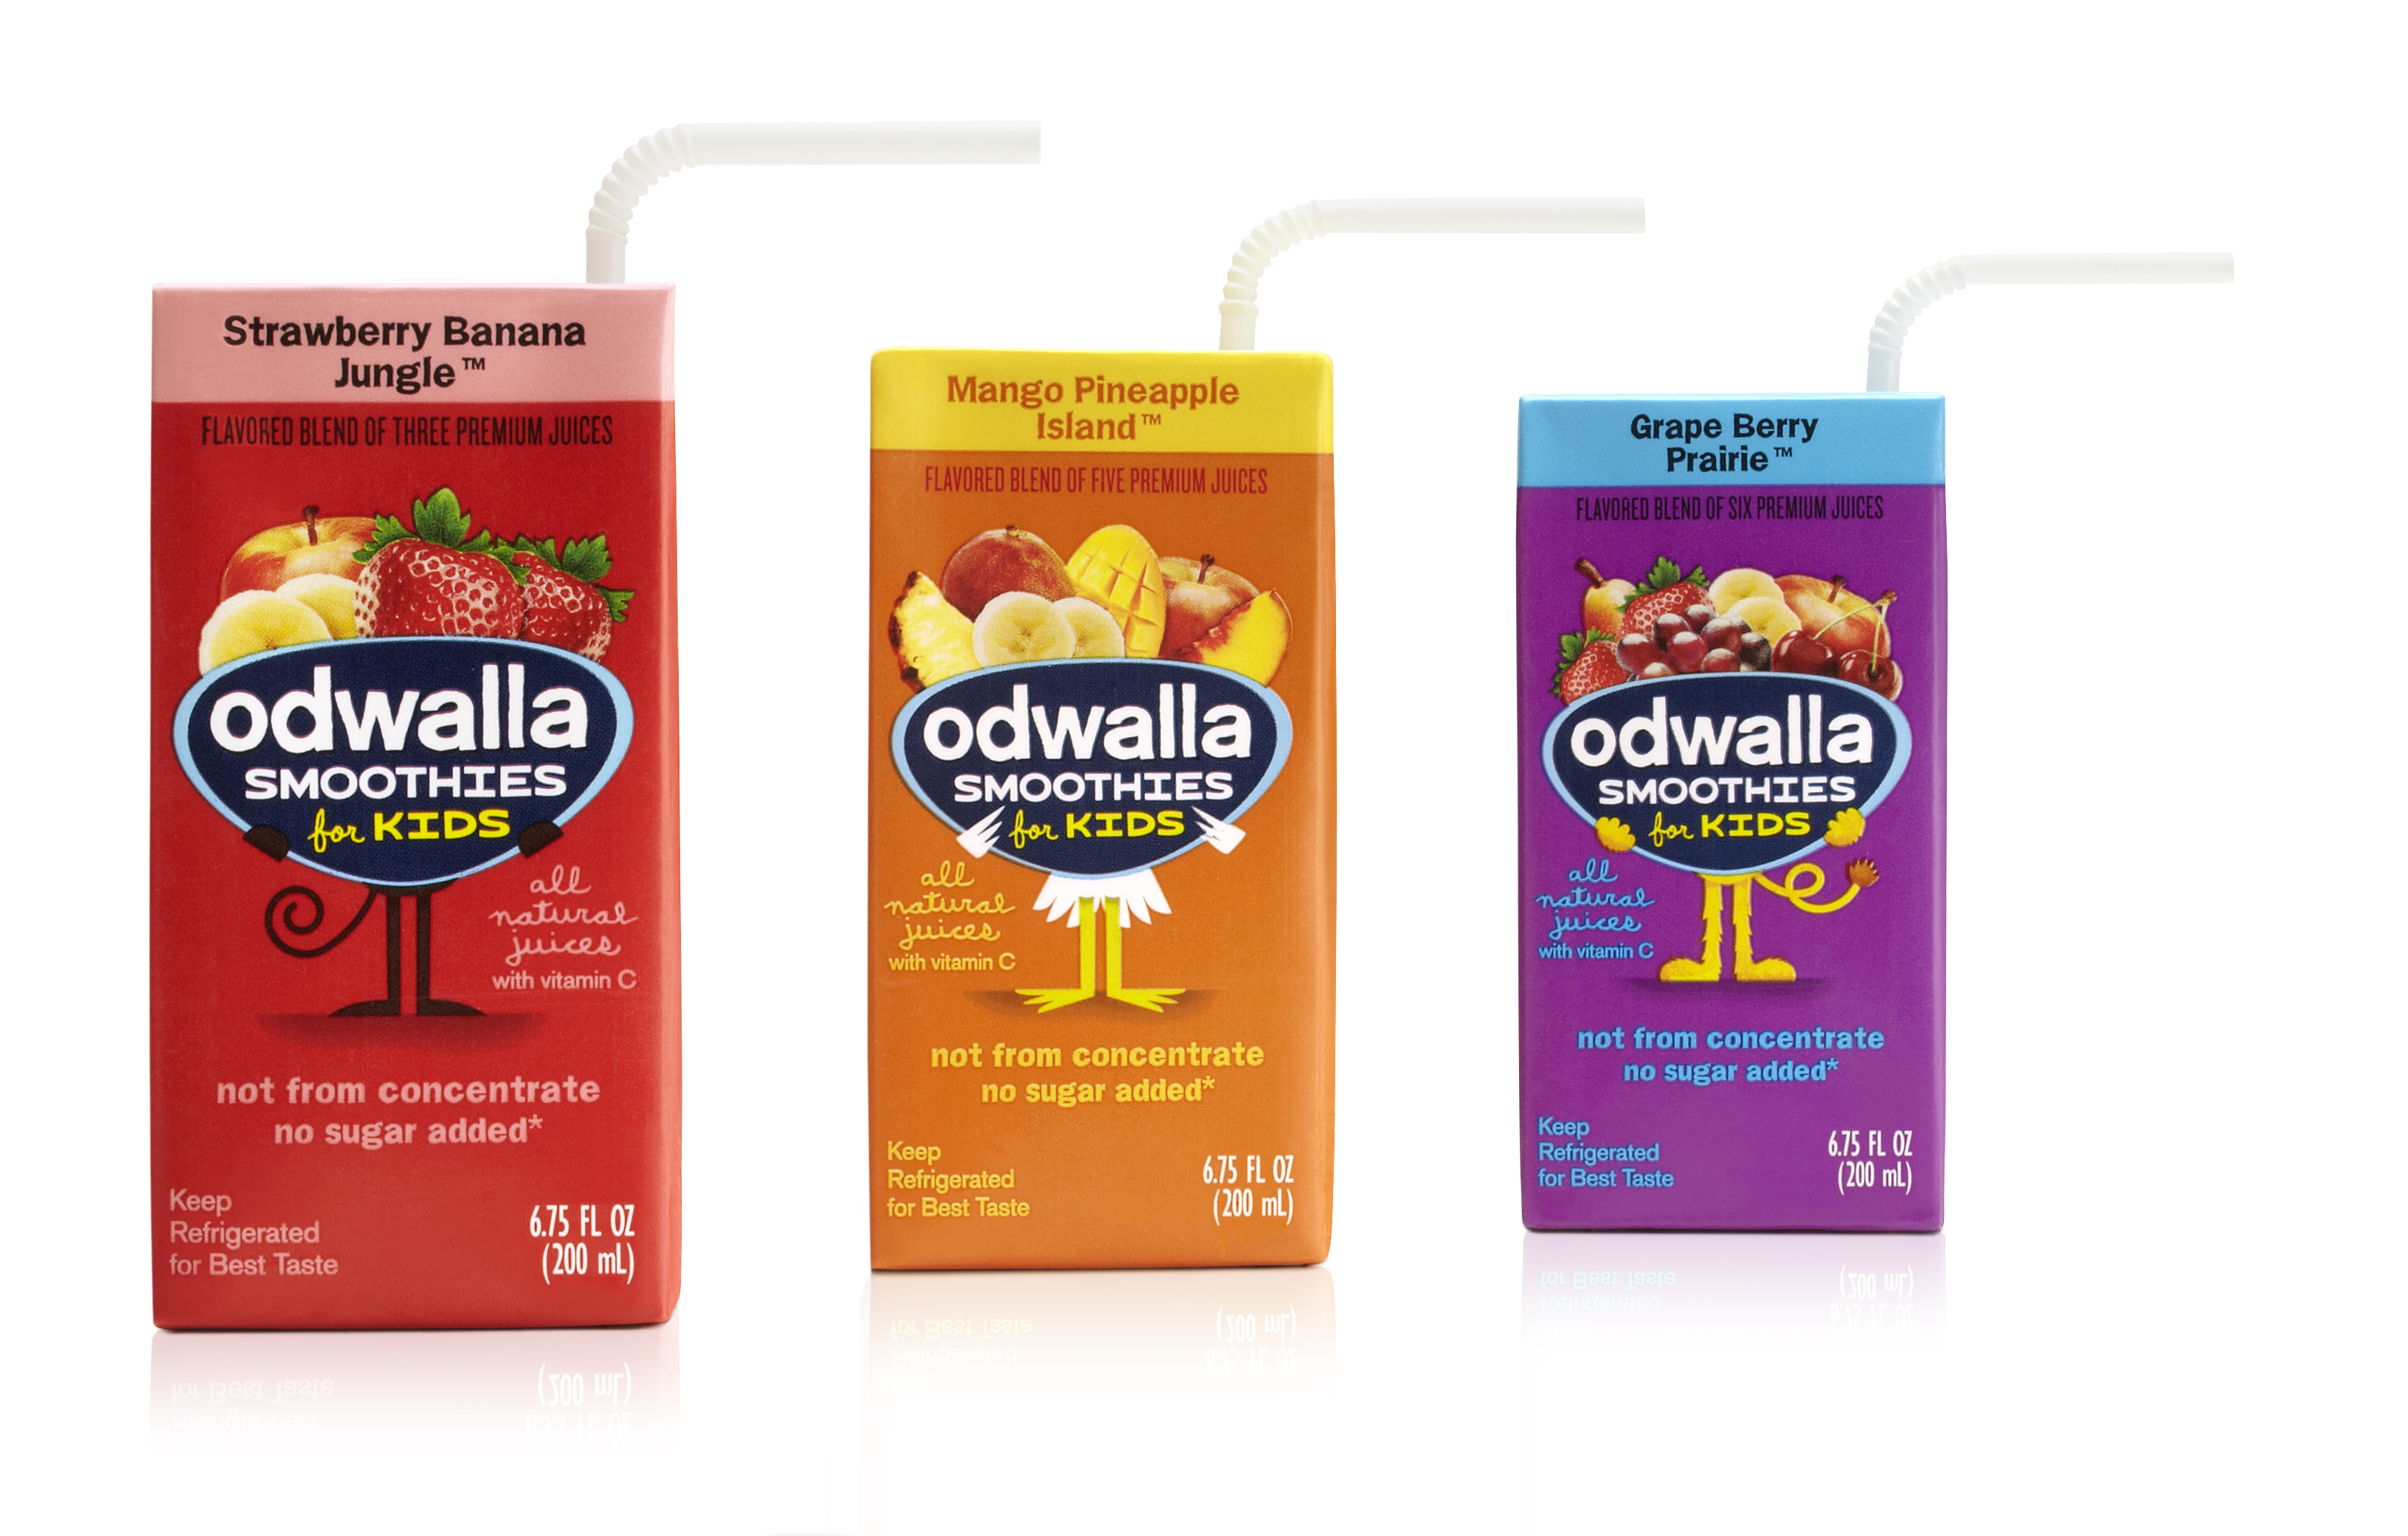 Strawberry Banana
Jungle™
FLAVORED BLEND OF THREE PREMIUM JUICES
odwalla
SMOOTHIES
for KIDS
all
natural
juices
with vitamin C
not from concentrate
no sugar added*
Keep
Refrigerated
for Best Taste
6.75 FL OZ
(200 mL)
Mango Pineapple
Island™
FLAVORED BLEND OF FIVE PREMIUM JUICES
odwalla
SMOOTHIES
for KIDS
all
natural
juices
with vitamin C
not from concentrate
no sugar added*
Keep
Refrigerated
for Best Taste
6.75 FL OZ
(200 mL)
Grape Berry
Prairie™
FLAVORED BLEND OF SIX PREMIUM JUICES
odwalla
SMOOTHIES
for KIDS
all
natural
juices
with vitamin C
not from concentrate
no sugar added*
Keep
Refrigerated
for Best Taste
6.75 FL OZ
(200 mL)